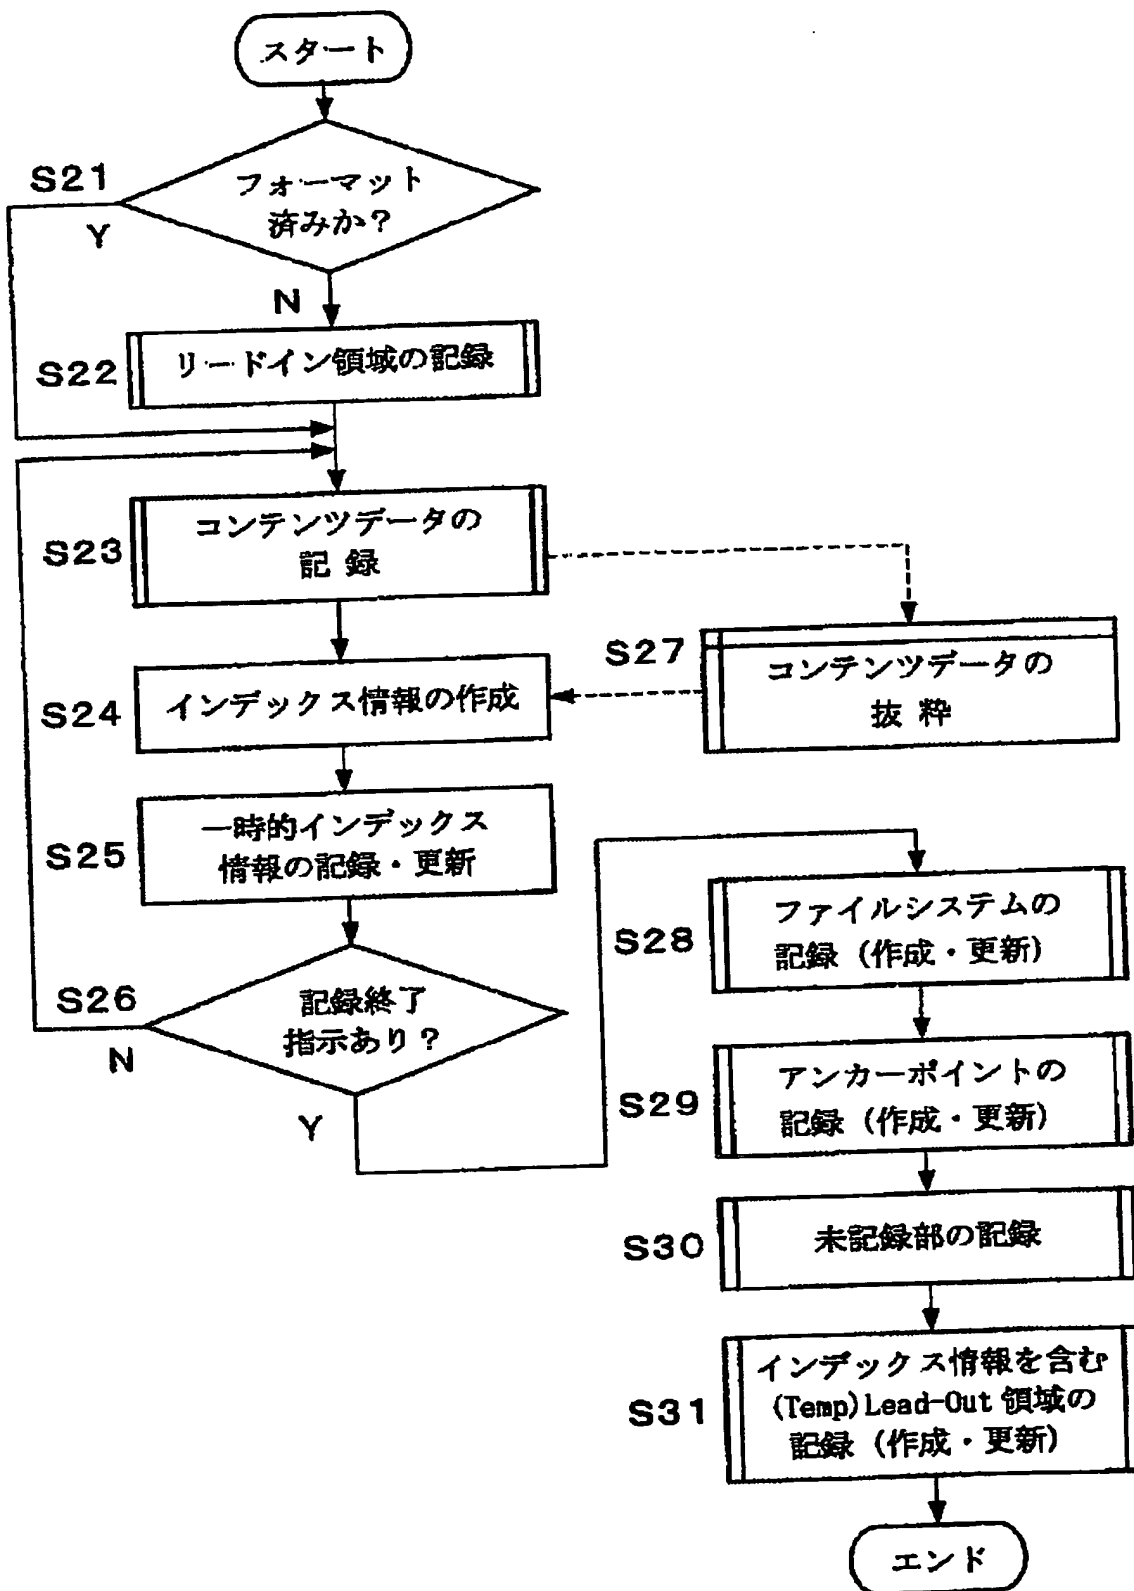 スタート
S21
フォーマット
済みか？
Y
N
S22
リードイン領域の記録
S23
コンテンツデータの
記 録
S27
コンテンツデータの
抜 粋
S24
インデックス情報の作成
S25
一時的インデックス
情報の記録・更新
S26
記録終了
指示あり？
N
Y
S28
ファイルシステムの
記録（作成・更新）
S29
アンカーポイントの
記録（作成・更新）
S30
未記録部の記録
S31
インデックス情報を含む
(Temp)Lead-Out 領域の
記録（作成・更新）
エンド